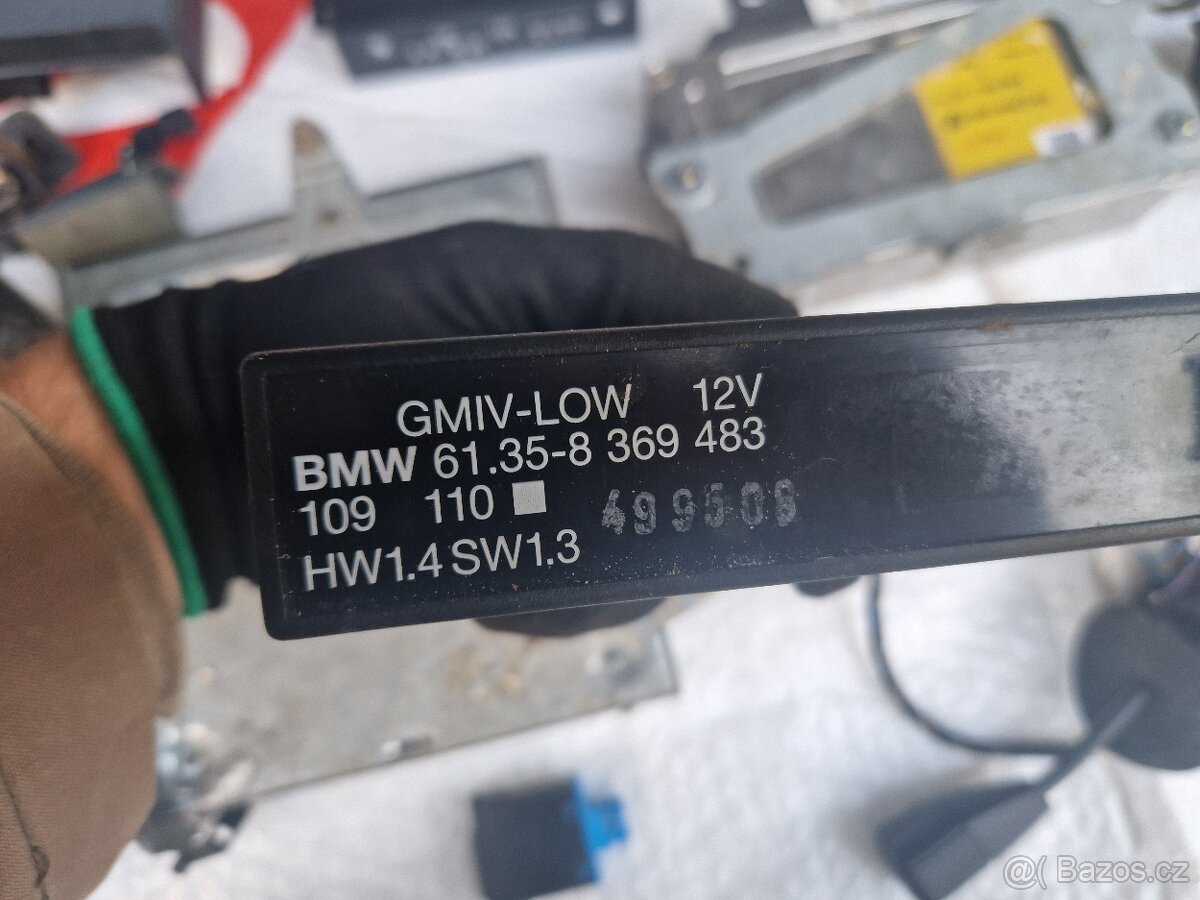 GMIV-LOW 12V
BMW 61.35-8 369 483
109 110 499508
HW1.4 SW1.3
@( Bazos.cz